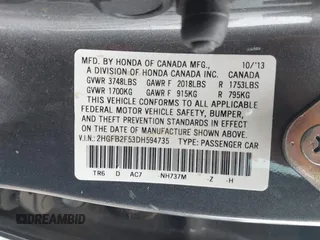 MFD. BY HONDA OF CANADA MFG., 10/'13
A DIVISION OF HONDA CANADA INC. CANADA
GVWR 3748LBS GAWR F 2018LBS R 1753LBS
GVWR 1700KG GAWR F 915KG R 795KG
THIS VEHICLE CONFORMS TO ALL APPLICABLE
FEDERAL MOTOR VEHICLE SAFETY, BUMPER,
AND THEFT PREVENTION STANDARDS IN EFFECT
ON THE DATE OF MANUFACTURE SHOWN ABOVE.
V.I.N.: 2HGFB2F53DH594735 TYPE: PASSENGER CAR
TR6 D AC7 NH737M Z H